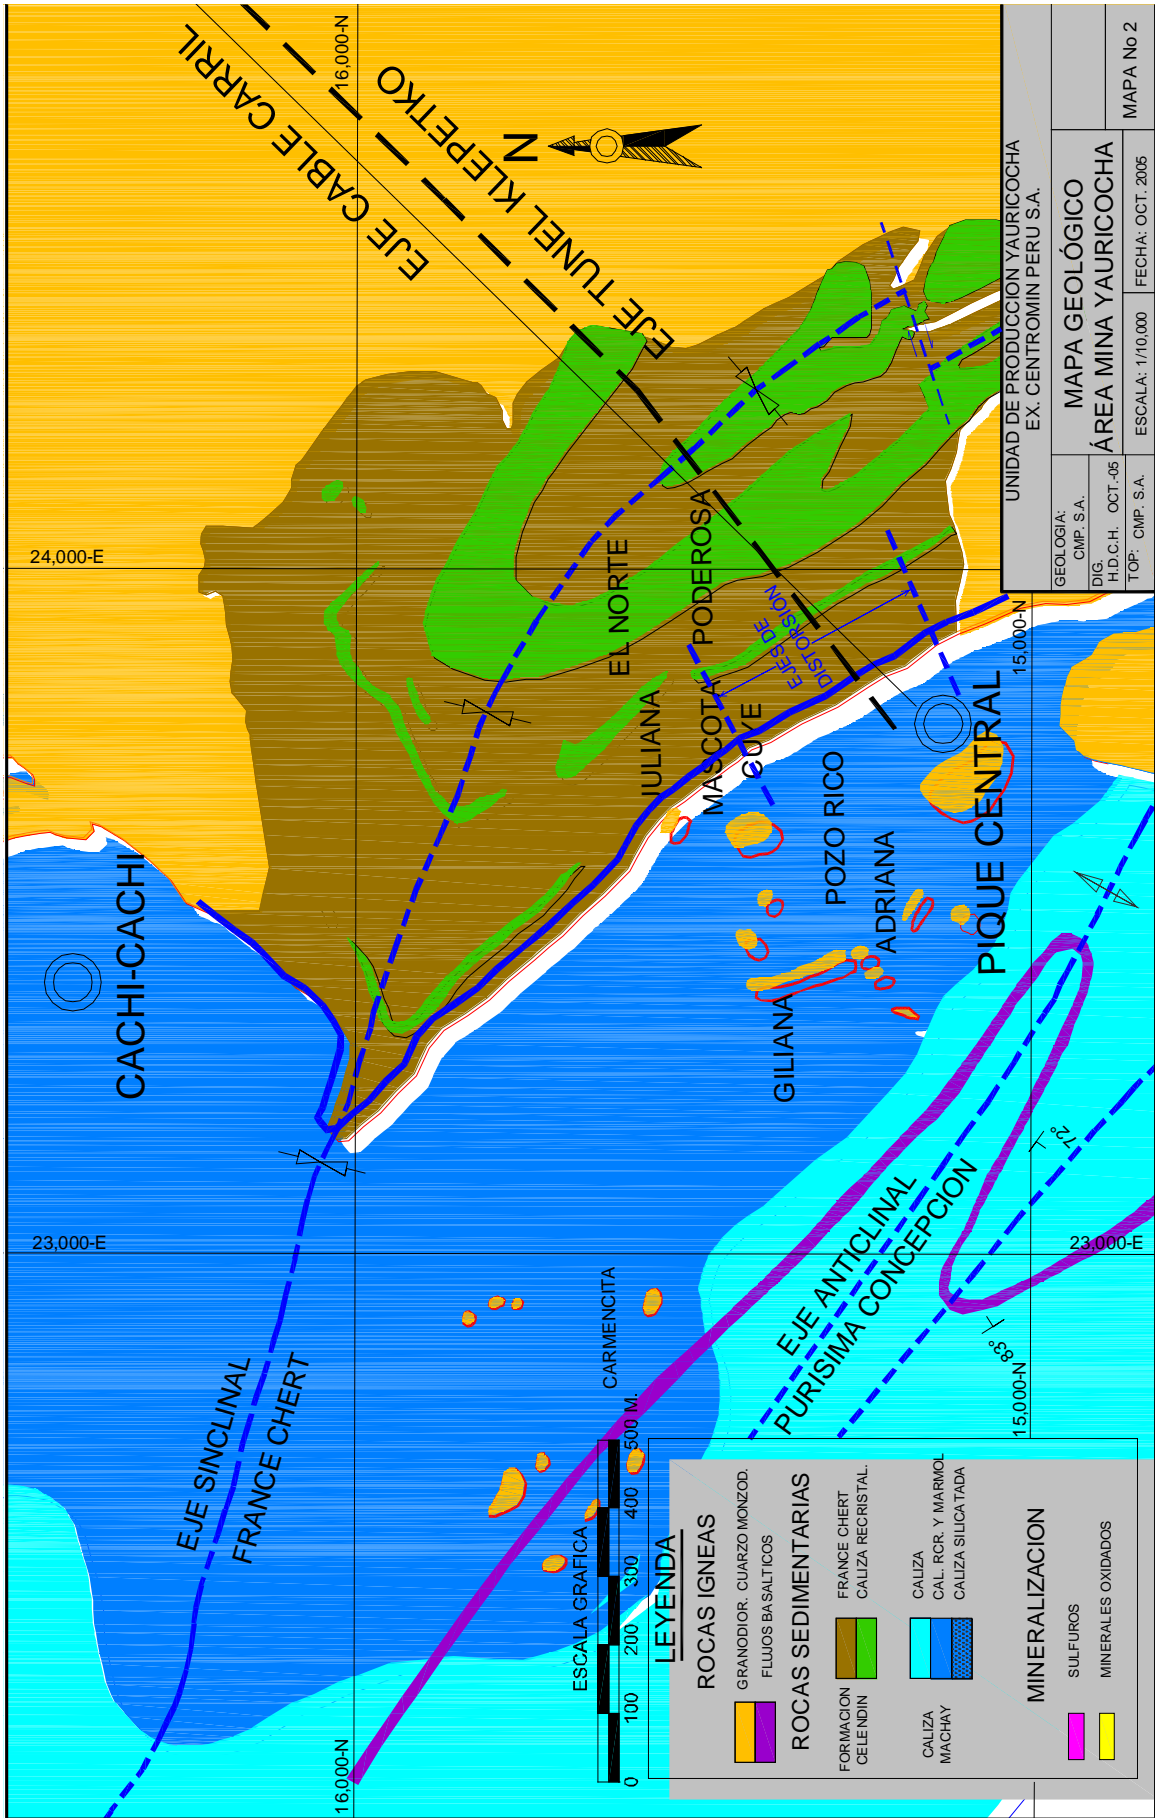 EJE CABLE CARRIL
16,000-N
EJE TUNEL KLEPETKO
N
24,000-E
EL NORTE
PODEROSA
EJES DE
DISTORSION
JULIANA
MASCOTA
CUYE
POZO RICO
ADRIANA
PIQUE CENTRAL
15,000-N
CACHI-CACHI
GILIANA
23,000-E
23,000-E
72°
83°
EJE ANTICLINAL
PURISIMA CONCEPCION
15,000-N
CARMENCITA
EJE SINCLINAL
FRANCE CHERT
16,000-N
ESCALA GRAFICA
0 100 200 300 400 500 M.
LEYENDA
ROCAS IGNEAS
GRANODIOR. CUARZO MONZOD.
FLUJOS BASALTICOS
ROCAS SEDIMENTARIAS
FORMACION
CELENDIN
FRANCE CHERT
CALIZA RECRISTAL.
CALIZA
MACHAY
CALIZA
CAL. RCR. Y MARMOL
CALIZA SILICATADA
MINERALIZACION
SULFUROS
MINERALES OXIDADOS
UNIDAD DE PRODUCCION YAURICOCHA
EX. CENTROMIN PERU S.A.
GEOLOGIA:
CMP. S.A.
DIG.
H.D.C.H. OCT.-05
TOP: CMP. S.A.
MAPA GEOLÓGICO
ÁREA MINA YAURICOCHA
ESCALA: 1/10,000
FECHA: OCT. 2005
MAPA No 2